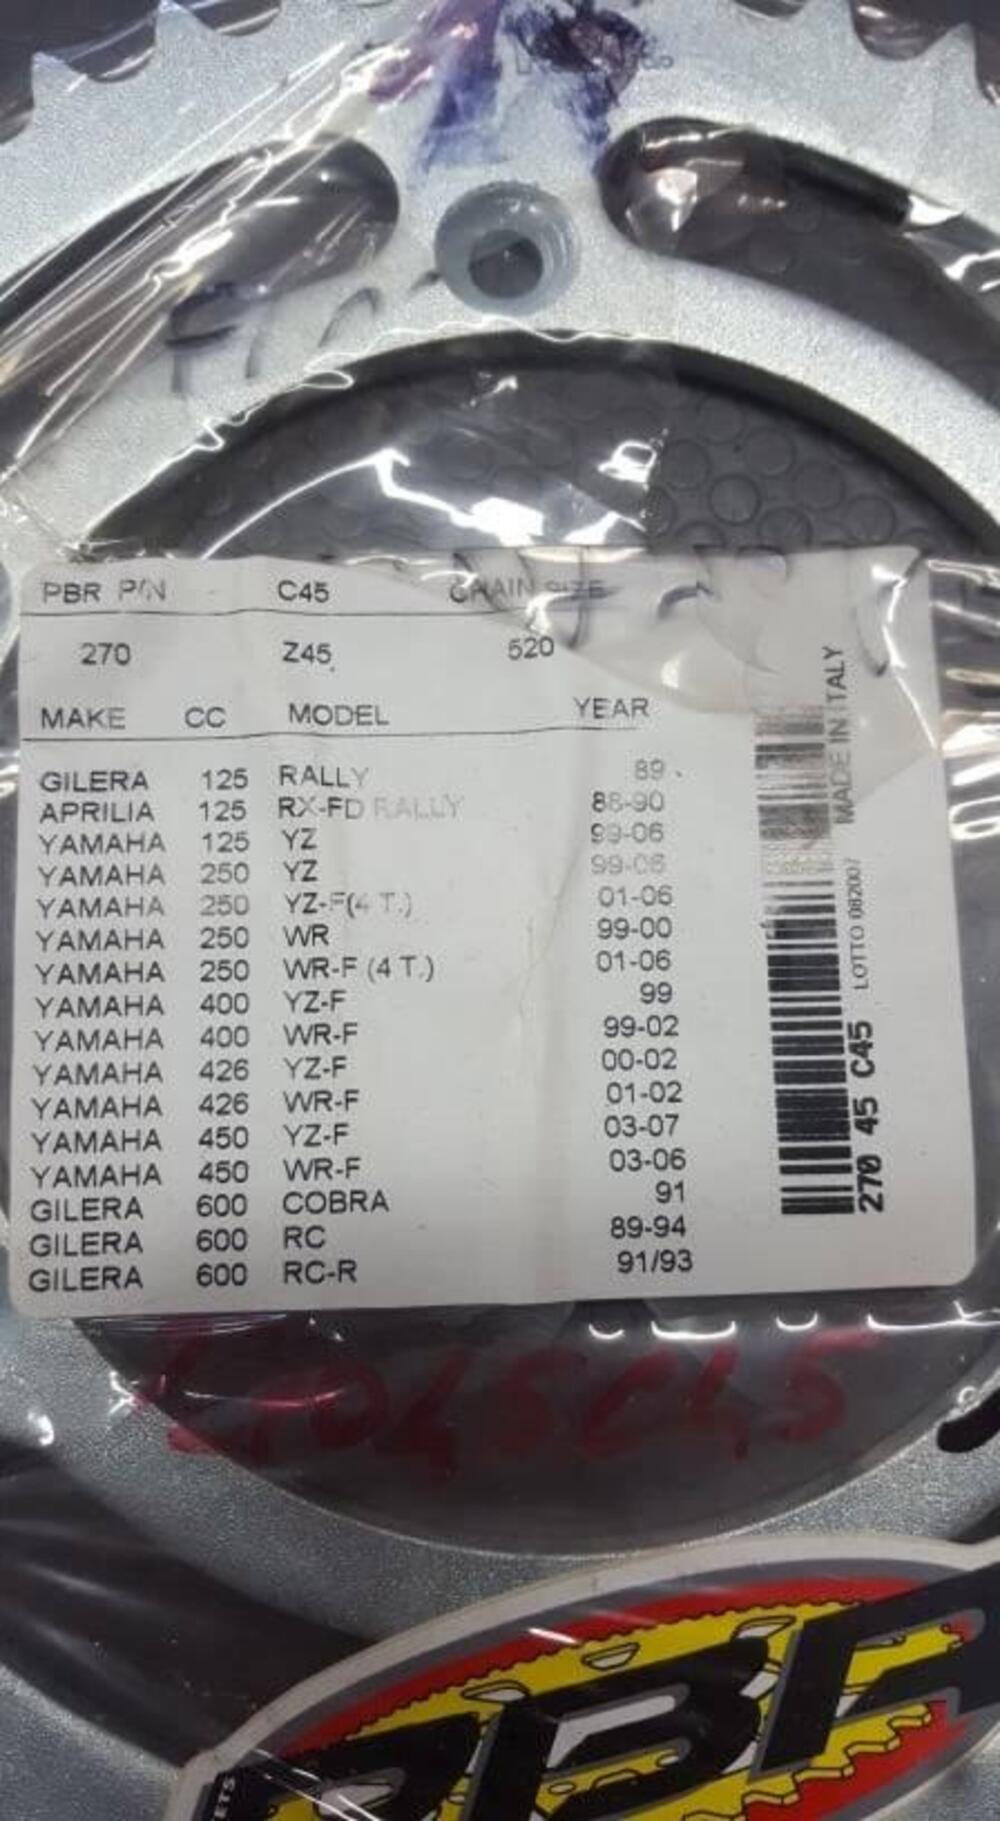 PBR P/N C45 CHAIN SIZE
270 Z45 520
MAKE CC MODEL YEAR
GILERA 125 RALLY 89
APRILIA 125 RX-FD RALLY 88-90
YAMAHA 125 YZ 99-06
YAMAHA 250 YZ 99-06
YAMAHA 250 YZ-F(4 T.) 01-06
YAMAHA 250 WR 99-00
YAMAHA 250 WR-F (4 T.) 01-06
YAMAHA 400 YZ-F 99
YAMAHA 400 WR-F 99-02
YAMAHA 426 YZ-F 00-02
YAMAHA 426 WR-F 01-02
YAMAHA 450 YZ-F 03-07
YAMAHA 450 WR-F 03-06
GILERA 600 COBRA 91
GILERA 600 RC 89-94
GILERA 600 RC-R 91/93
MADE IN ITALY
LOTTO 082007
270 45 C45
PBR